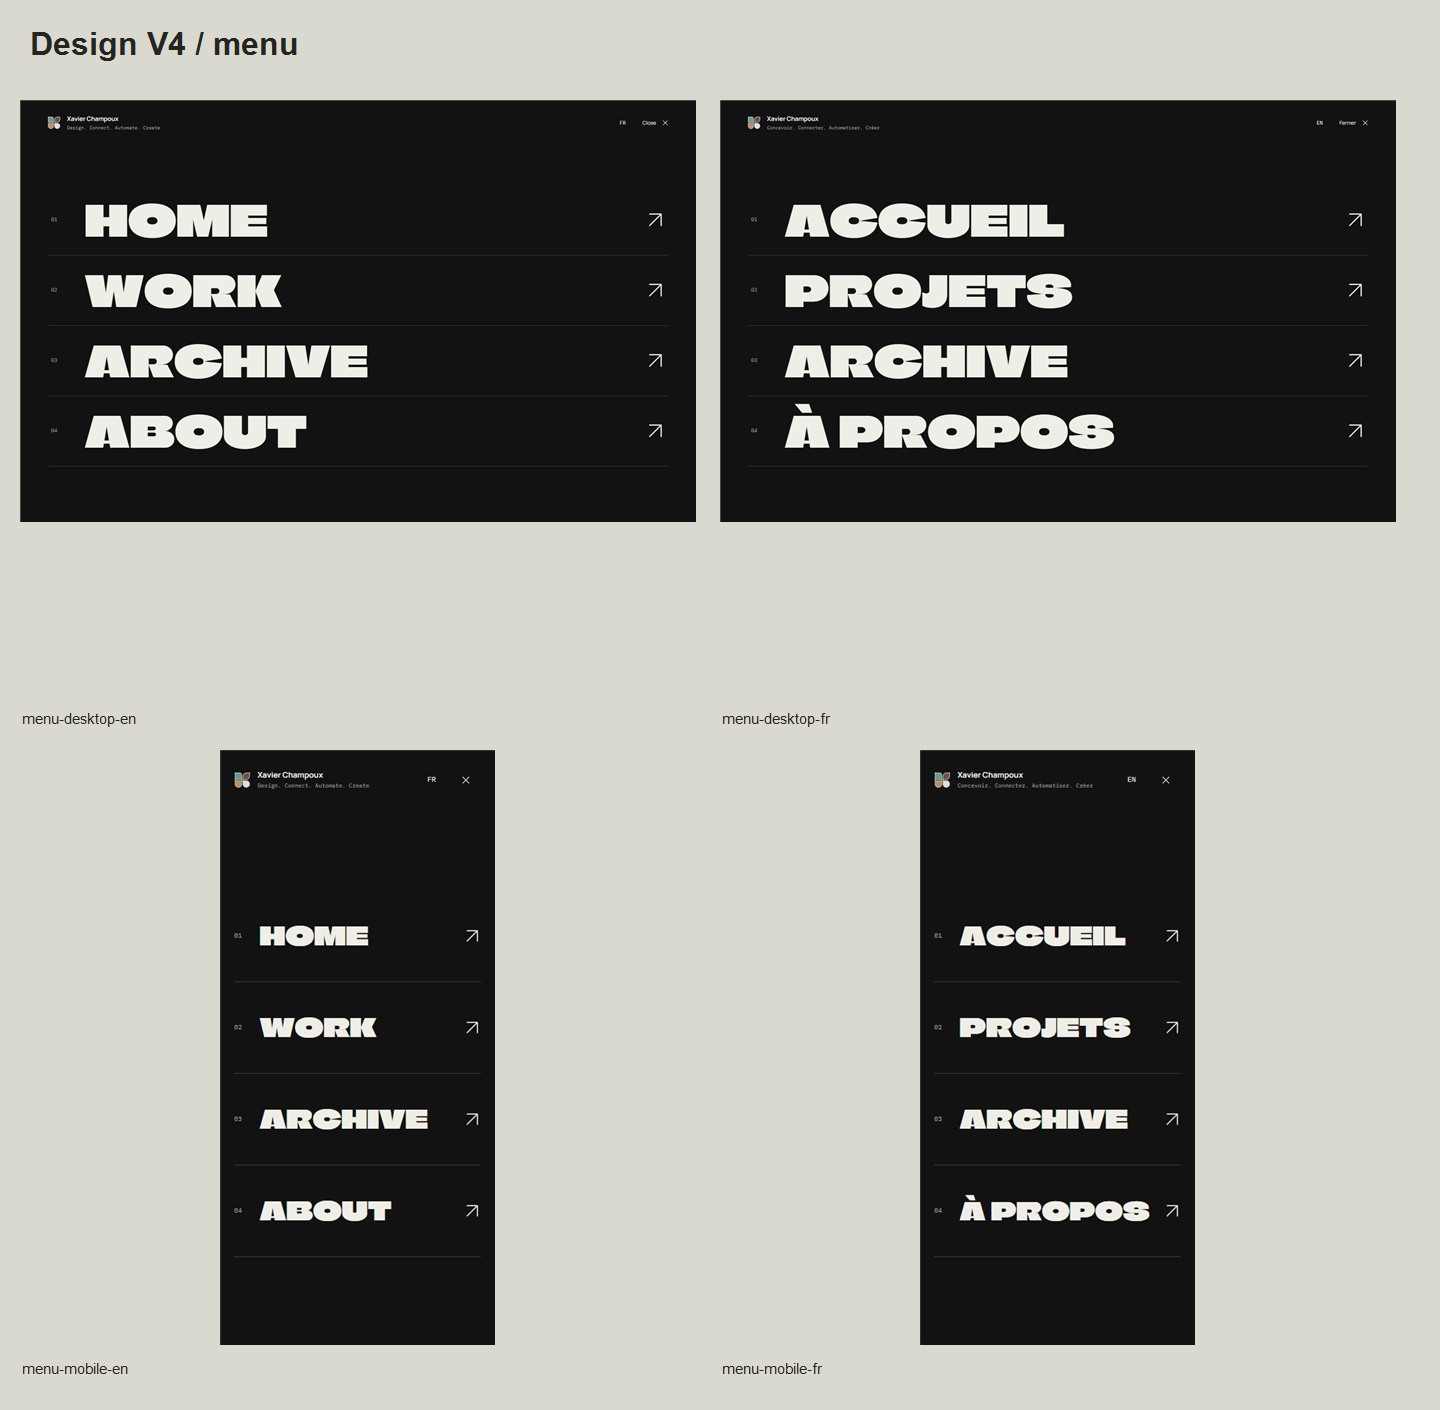 Design V4 / menu
Xavier Champoux
Design. Connect. Automate. Create
FR
Close
01
HOME
02
WORK
03
ARCHIVE
04
ABOUT
Xavier Champoux
Concevoir. Connecter. Automatiser. Créer
EN
Fermer
01
ACCUEIL
02
PROJETS
03
ARCHIVE
04
À PROPOS
menu-desktop-en
menu-desktop-fr
Xavier Champoux
Design. Connect. Automate. Create
FR
01
HOME
02
WORK
03
ARCHIVE
04
ABOUT
Xavier Champoux
Concevoir. Connecter. Automatiser. Créer
EN
01
ACCUEIL
02
PROJETS
03
ARCHIVE
04
À PROPOS
menu-mobile-en
menu-mobile-fr